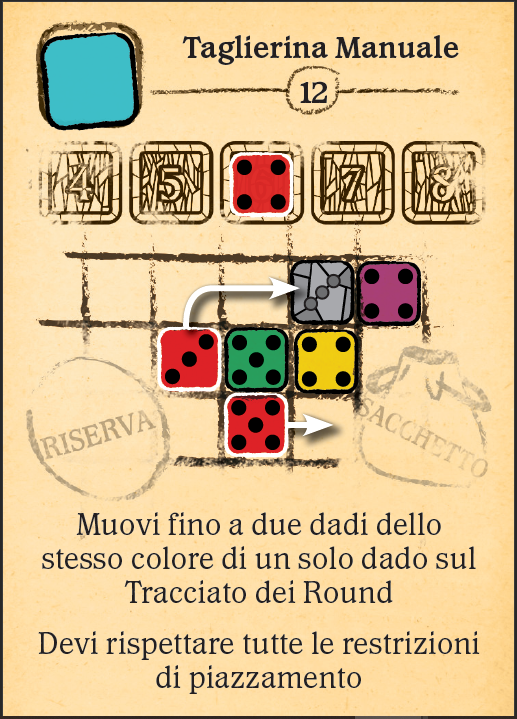 Taglierina Manuale
12
4 5 7 8
RISERVA
SACCHETTO
Muovi fino a due dadi dello
stesso colore di un solo dado sul
Tracciato dei Round
Devi rispettare tutte le restrizioni
di piazzamento